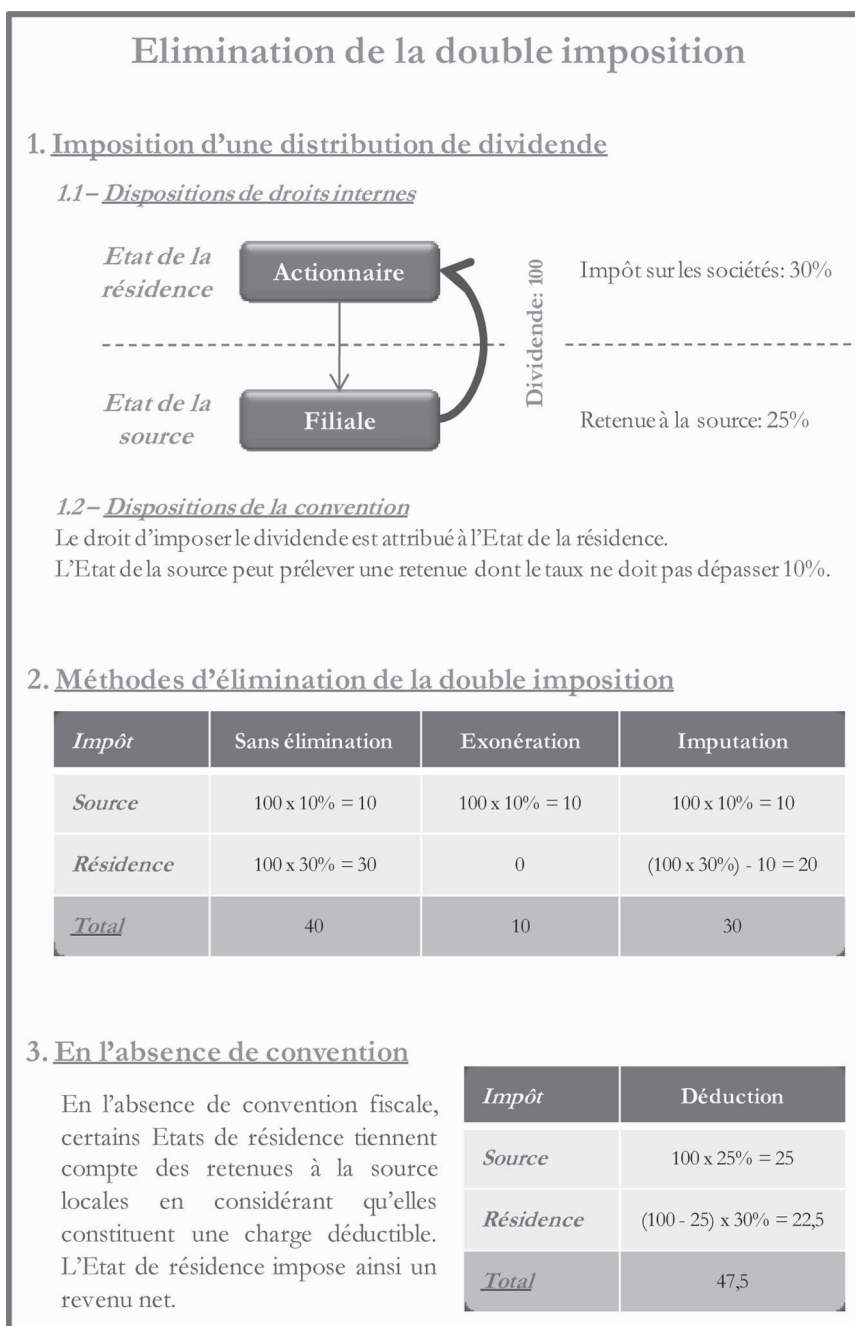 Elimination de la double imposition
1. Imposition d'une distribution de dividende
1.1– Dispositions de droits internes
Etat de la
résidence
Actionnaire
Dividende: 100
Impôt sur les sociétés: 30%
Etat de la
source
Filiale
Retenue à la source: 25%
1.2– Dispositions de la convention
Le droit d'imposer le dividende est attribué à l'Etat de la résidence.
L'Etat de la source peut prélever une retenue dont le taux ne doit pas dépasser 10%.
2. Méthodes d'élimination de la double imposition
Impôt Sans élimination Exonération Imputation
Source 100 x 10% = 10 100 x 10% = 10 100 x 10% = 10
Résidence 100 x 30% = 30 0 (100 x 30%) - 10 = 20
Total 40 10 30
3. En l'absence de convention
En l'absence de convention fiscale,
certains Etats de résidence tiennent
compte des retenues à la source
locales en considérant qu'elles
constituent une charge déductible.
L'Etat de résidence impose ainsi un
revenu net.
Impôt Déduction
Source 100 x 25% = 25
Résidence (100 - 25) x 30% = 22,5
Total 47,5